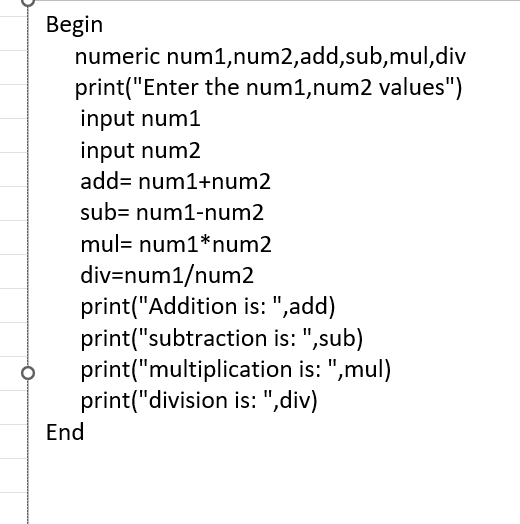 Begin
numeric num1,num2,add,sub,mul,div
print("Enter the num1,num2 values")
input num1
input num2
add= num1+num2
sub= num1-num2
mul= num1*num2
div=num1/num2
print("Addition is: ",add)
print("subtraction is: ",sub)
print("multiplication is: ",mul)
print("division is: ",div)
End